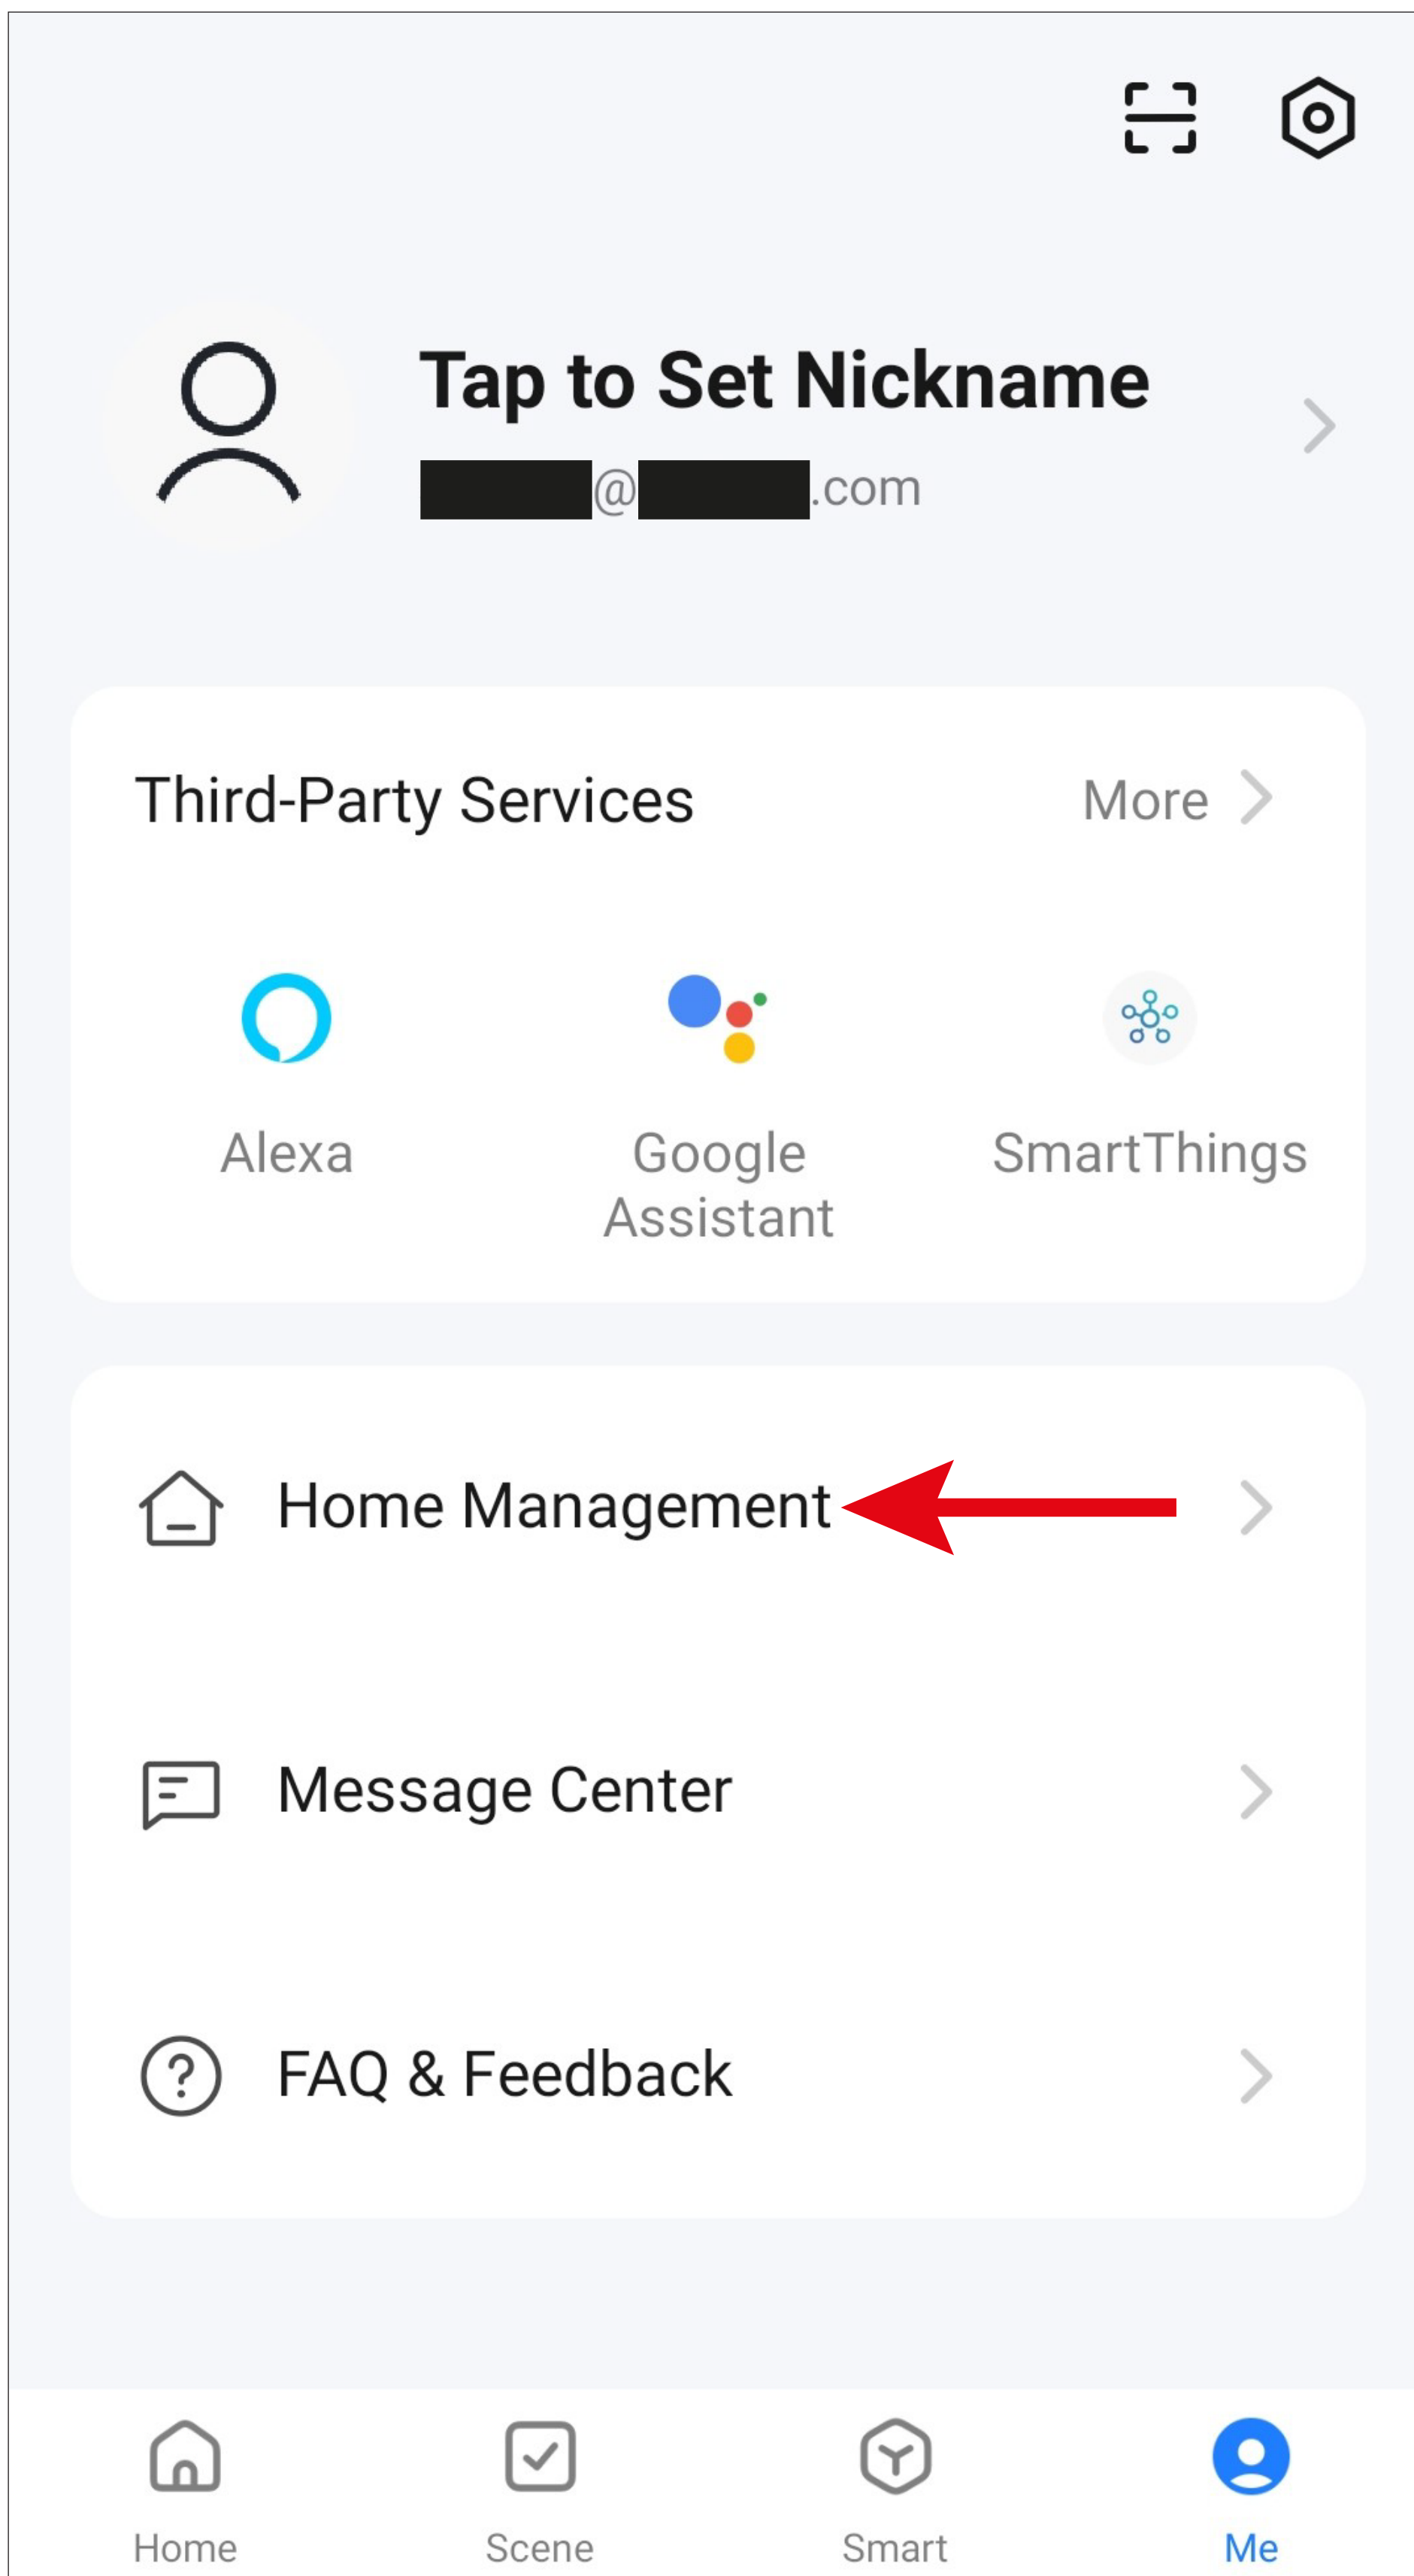 Tap to Set Nickname
@ .com
Third-Party Services
More
Alexa
Google
Assistant
SmartThings
Home Management
Message Center
FAQ & Feedback
Home
Scene
Smart
Me